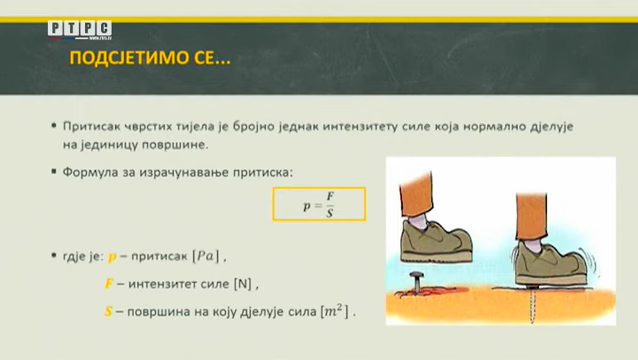 РТРС
ПОДСЈЕТИМО СЕ...
▪ Притисак чврстих тијела је бројно једнак интензитету силе која нормално дјелује
на јединицу површине.
▪ Формула за израчунавање притиска:
p = F/S
▪ гдје је: p – притисак [Pa] ,
F – интензитет силе [N] ,
S – површина на коју дјелује сила [m²] .